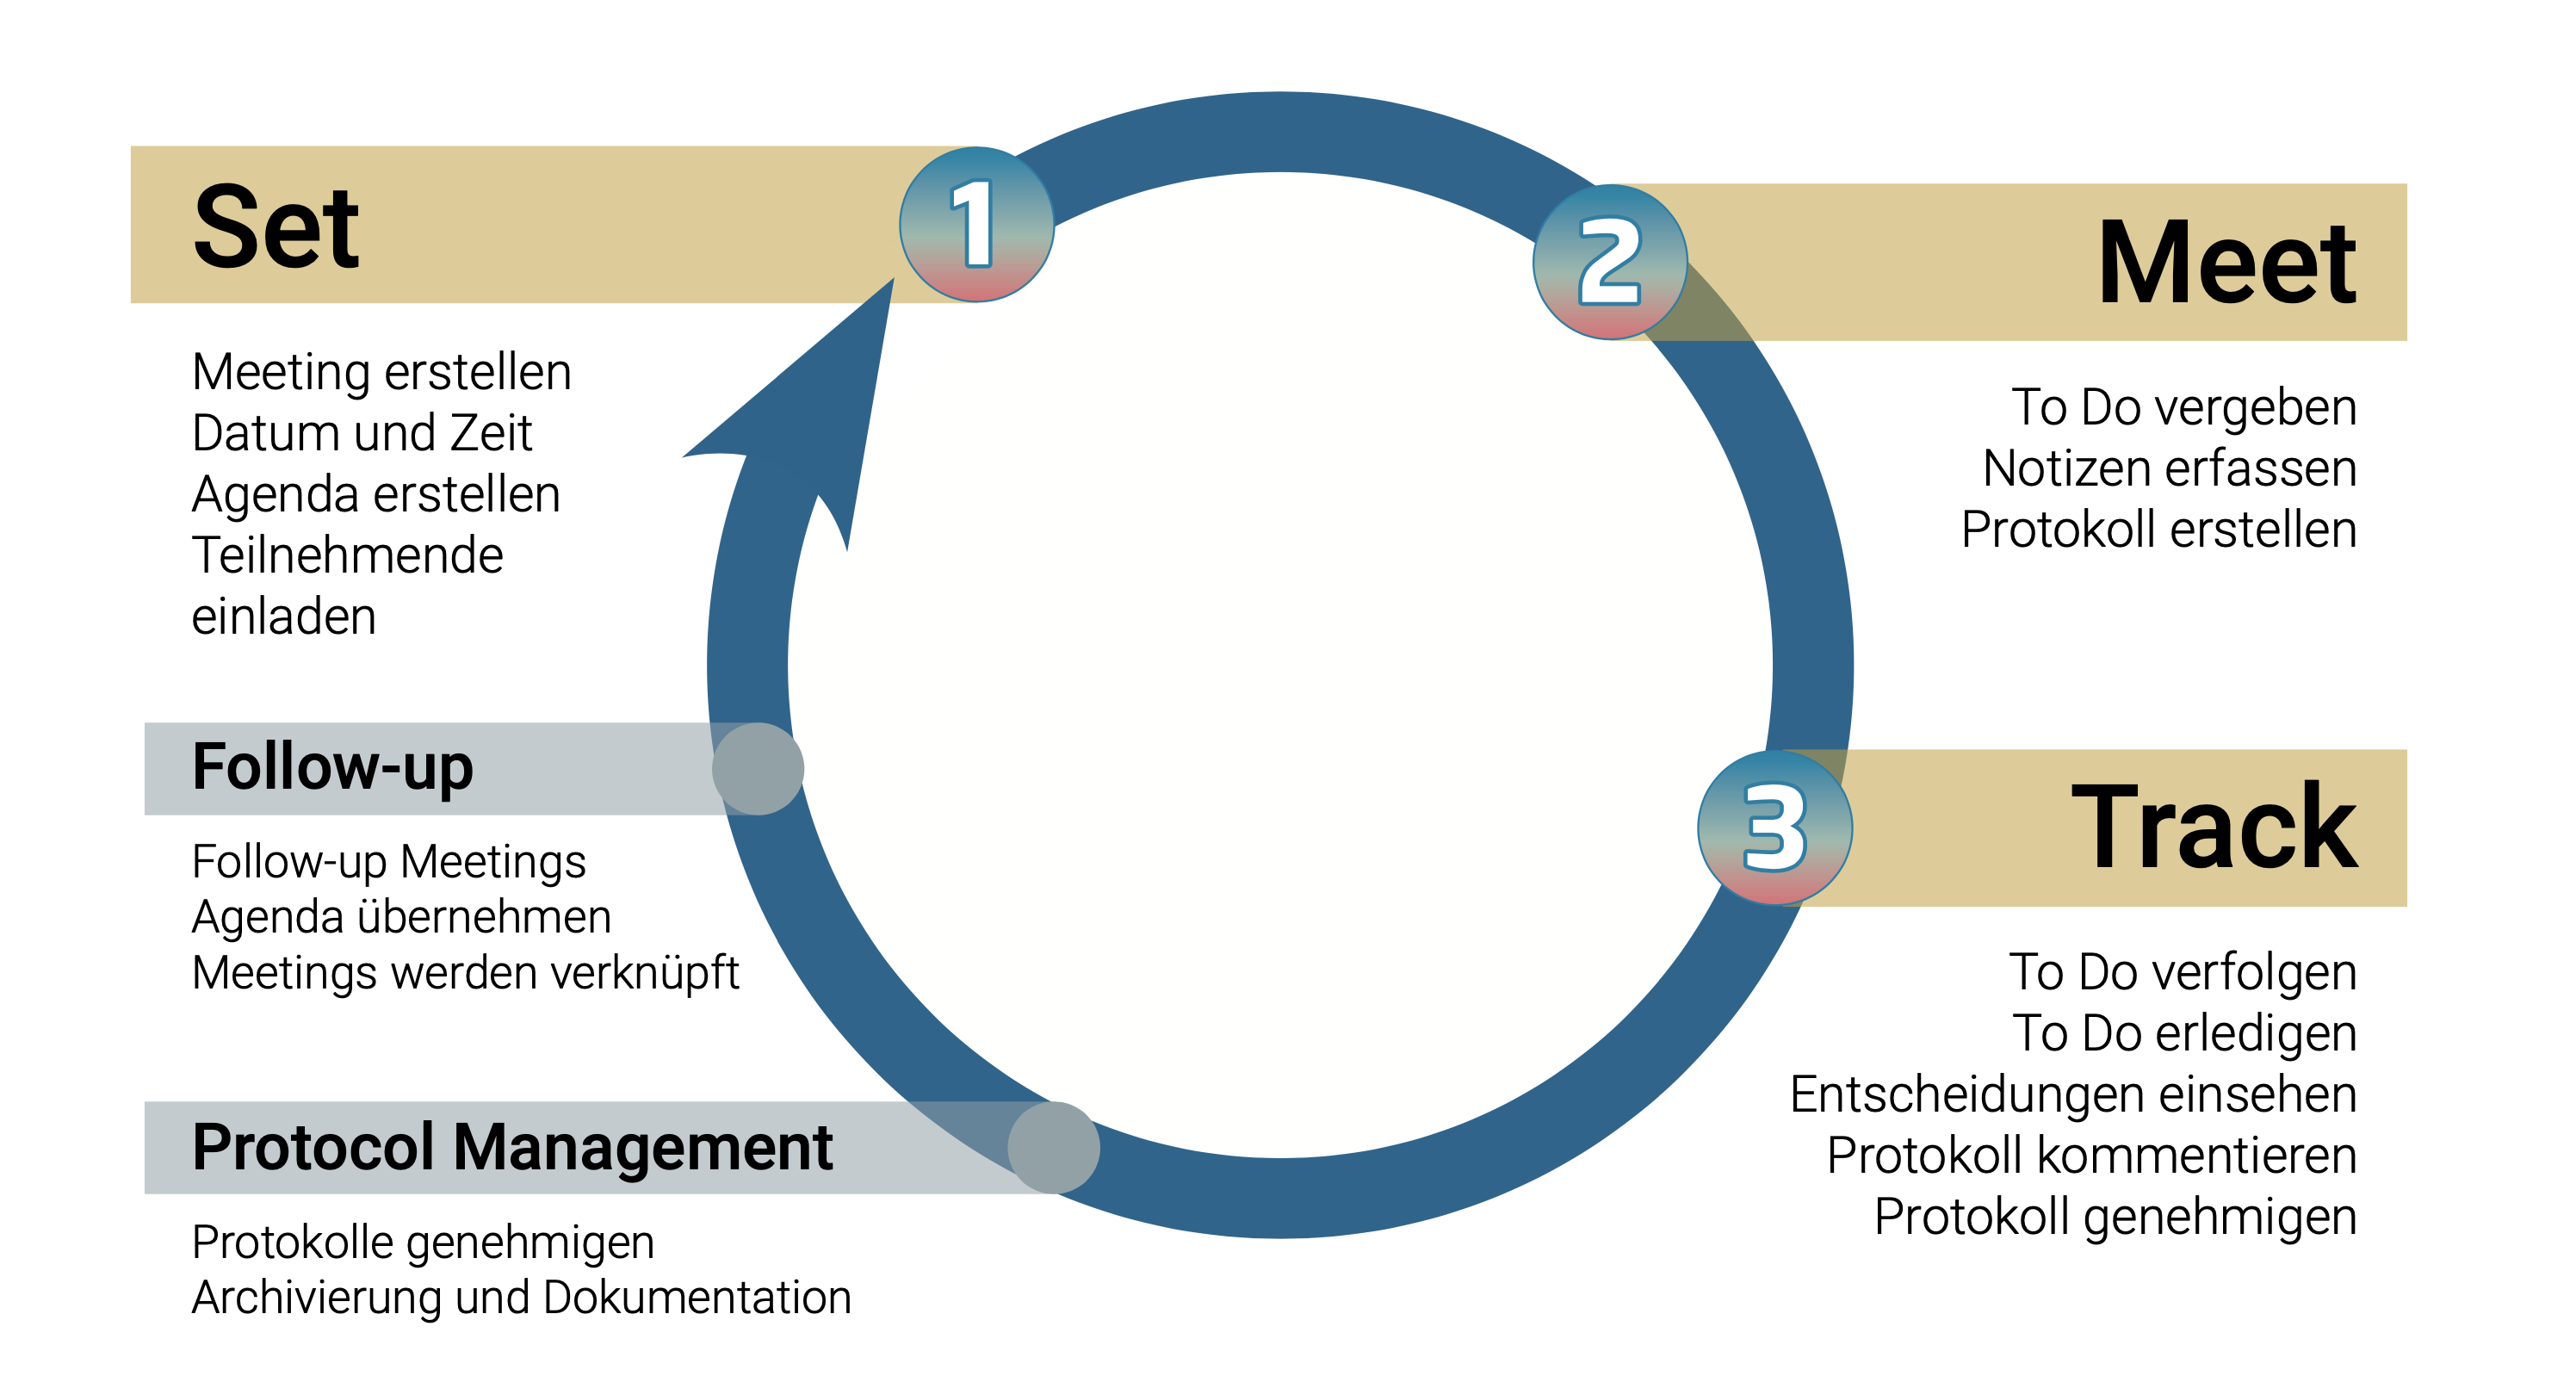 Set
1
Meeting erstellen
Datum und Zeit
Agenda erstellen
Teilnehmende
einladen
2
Meet
To Do vergeben
Notizen erfassen
Protokoll erstellen
3
Track
To Do verfolgen
To Do erledigen
Entscheidungen einsehen
Protokoll kommentieren
Protokoll genehmigen
Protocol Management
Protokolle genehmigen
Archivierung und Dokumentation
Follow-up
Follow-up Meetings
Agenda übernehmen
Meetings werden verknüpft